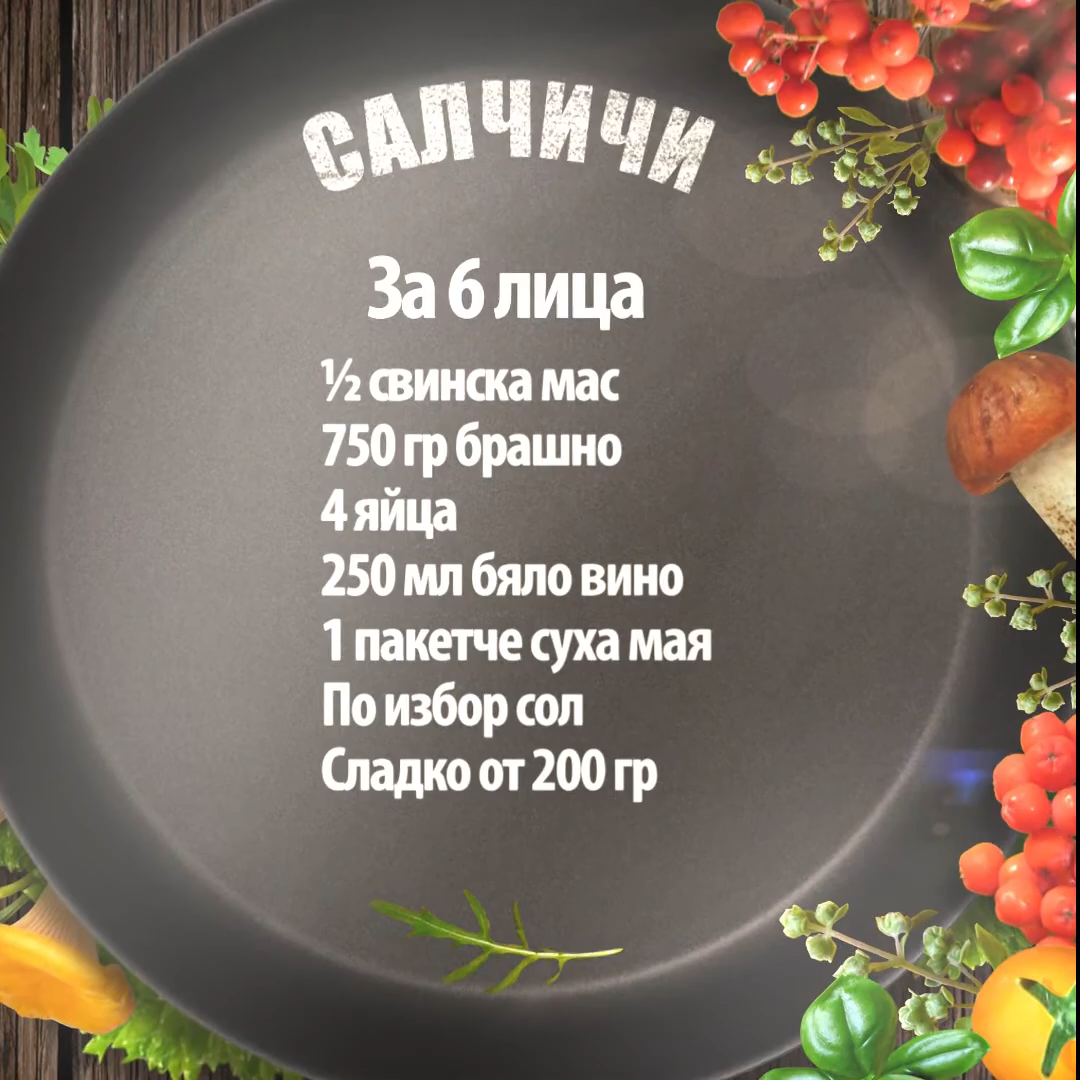 САЛЧИЧИ
За 6 лица
½ свинска мас
750 гр брашно
4 яйца
250 мл бяло вино
1 пакетче суха мая
По избор сол
Сладко от 200 гр